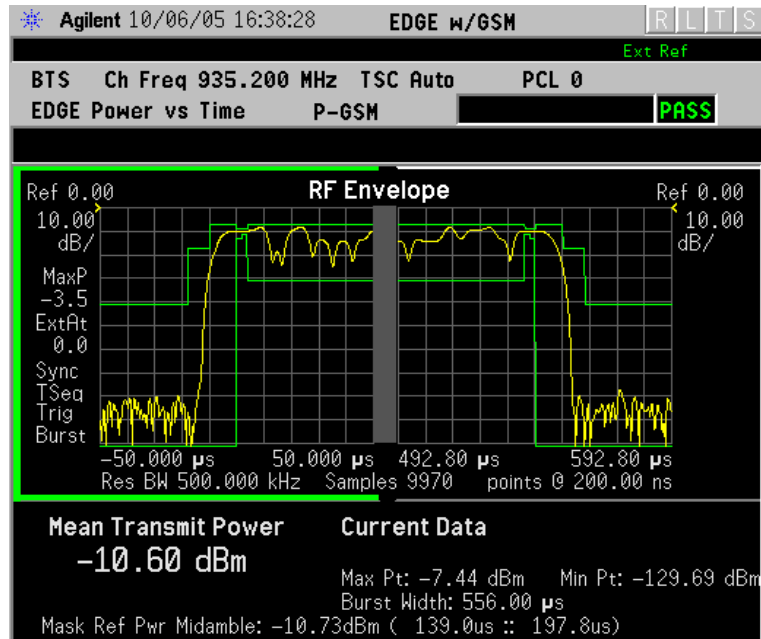 Agilent 10/06/05 16:38:28 EDGE w/GSM R L T S
Ext Ref
BTS Ch Freq 935.200 MHz TSC Auto PCL 0
EDGE Power vs Time P-GSM PASS
Ref 0.00 RF Envelope Ref 0.00
10.00 10.00
dB/ dB/
MaxP
-3.5
ExtAt
0.0
Sync
TSeq
Trig
Burst
-50.000 µs 50.000 µs 492.80 µs 592.80 µs
Res BW 500.000 kHz Samples 9970 points @ 200.00 ns
Mean Transmit Power Current Data
-10.60 dBm
Max Pt: -7.44 dBm Min Pt: -129.69 dBm
Burst Width: 556.00 µs
Mask Ref Pwr Midamble: -10.73dBm ( 139.0us :: 197.8us)